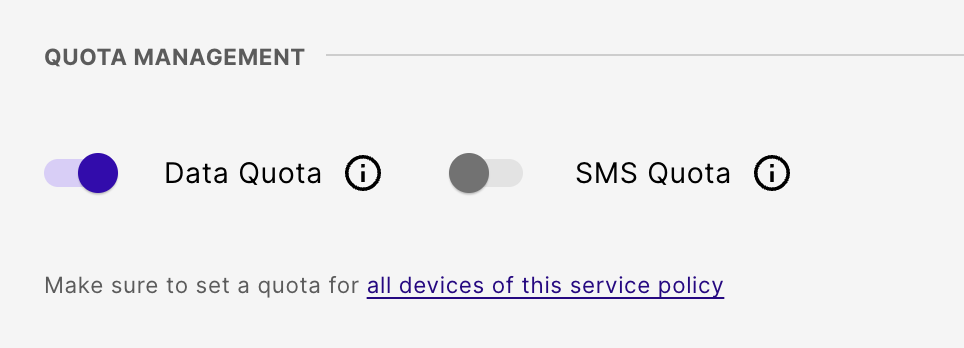 QUOTA MANAGEMENT
Data Quota SMS Quota
Make sure to set a quota for all devices of this service policy